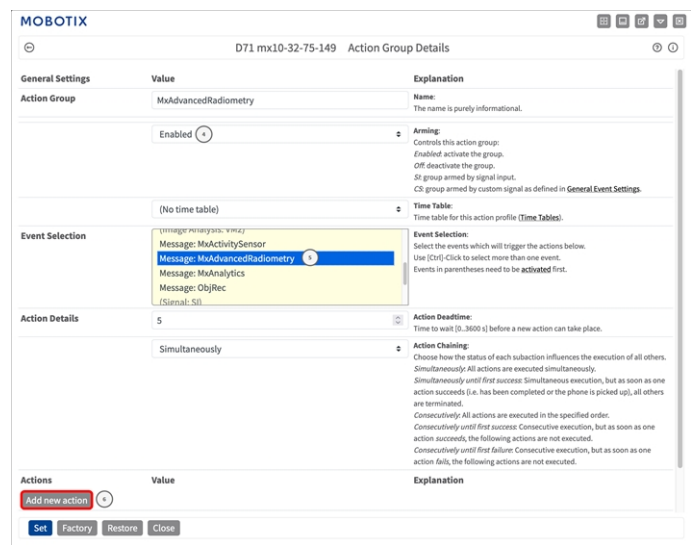 MOBOTIX
D71 mx10-32-75-149 Action Group Details
General Settings Value Explanation
Action Group MxAdvancedRadiometry Name:
The name is purely informational.
Enabled 4 Arming:
Controls this action group:
Enabled: activate the group.
Off: deactivate the group.
SI: group armed by signal input.
CS: group armed by custom signal as defined in General Event Settings.
(No time table) Time Table:
Time table for this action profile (Time Tables).
Event Selection (Image Analysis: VM2) Event Selection:
Message: MxActivitySensor Select the events which will trigger the actions below.
Message: MxAdvancedRadiometry 5 Use [Ctrl]-Click to select more than one event.
Message: MxAnalytics Events in parentheses need to be activated first.
Message: ObjRec
(Signal: SI)
Action Details 5 Action Deadtime:
Time to wait [0..3600 s] before a new action can take place.
Simultaneously Action Chaining:
Choose how the status of each subaction influences the execution of all others.
Simultaneously: All actions are executed simultaneously.
Simultaneously until first success: Simultaneous execution, but as soon as one
action succeeds (i.e. has been completed or the phone is picked up), all others
are terminated.
Consecutively: All actions are executed in the specified order.
Consecutively until first success: Consecutive execution, but as soon as one
action succeeds, the following actions are not executed.
Consecutively until first failure: Consecutive execution, but as soon as one
action fails, the following actions are not executed.
Actions Value Explanation
Add new action 6
Set Factory Restore Close